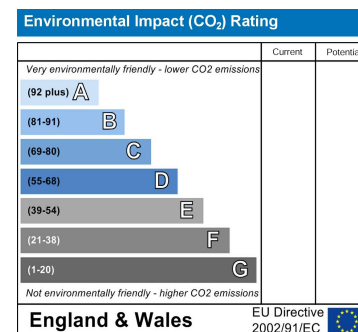 Environmental Impact (CO₂) Rating
Current Potentia
Very environmentally friendly - lower CO2 emissions
(92 plus) A
(81-91) B
(69-80) C
(55-68) D
(39-54) E
(21-38) F
(1-20) G
Not environmentally friendly - higher CO2 emissions
England & Wales
EU Directive
2002/91/EC